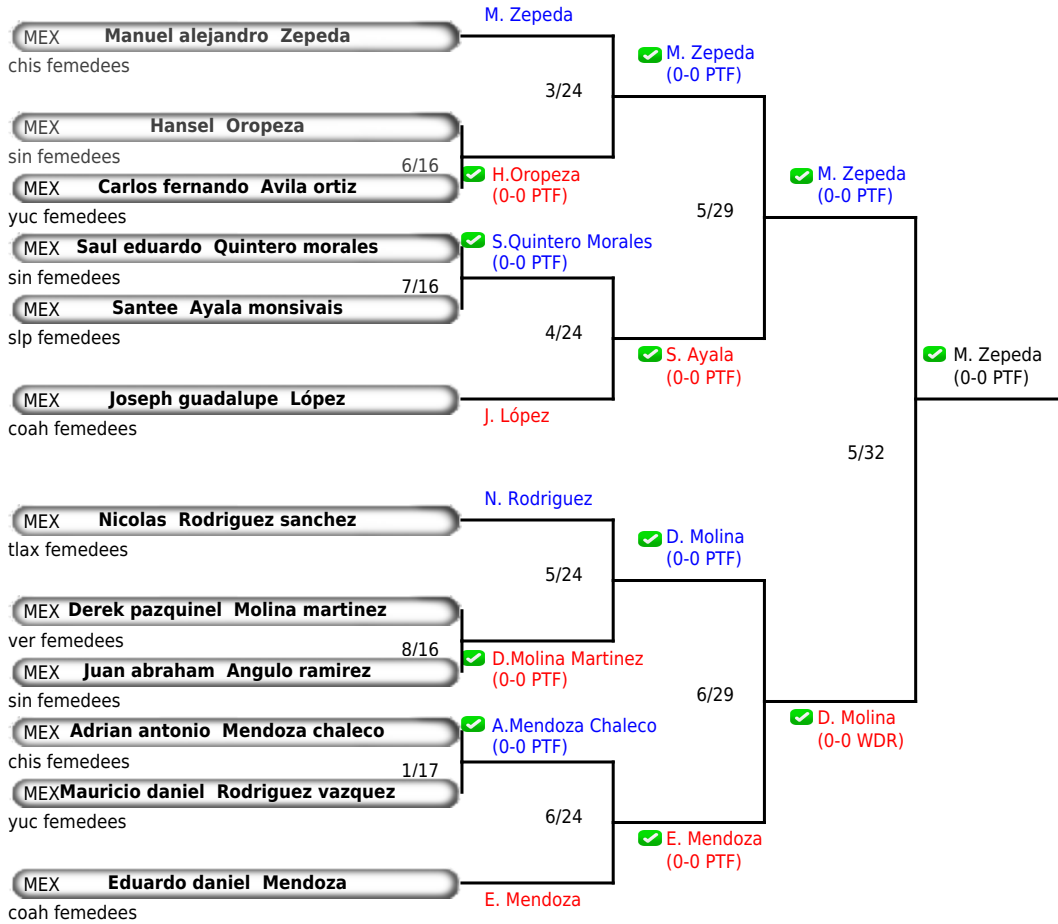 M. Zepeda
MEX Manuel alejandro Zepeda
chis femedees
M. Zepeda
(0-0 PTF)
3/24
MEX Hansel Oropeza
sin femedees
6/16
H.Oropeza
(0-0 PTF)
MEX Carlos fernando Avila ortiz
yuc femedees
M. Zepeda
(0-0 PTF)
5/29
MEX Saul eduardo Quintero morales
sin femedees
S.Quintero Morales
(0-0 PTF)
7/16
MEX Santee Ayala monsivais
slp femedees
4/24
S. Ayala
(0-0 PTF)
M. Zepeda
(0-0 PTF)
MEX Joseph guadalupe López
coah femedees
J. López
5/32
N. Rodriguez
MEX Nicolas Rodriguez sanchez
tlax femedees
D. Molina
(0-0 PTF)
5/24
MEX Derek pazquinel Molina martinez
ver femedees
8/16
D.Molina Martinez
(0-0 PTF)
MEX Juan abraham Angulo ramirez
sin femedees
6/29
D. Molina
(0-0 WDR)
MEX Adrian antonio Mendoza chaleco
chis femedees
A.Mendoza Chaleco
(0-0 PTF)
1/17
MEX Mauricio daniel Rodriguez vazquez
yuc femedees
6/24
E. Mendoza
(0-0 PTF)
MEX Eduardo daniel Mendoza
coah femedees
E. Mendoza